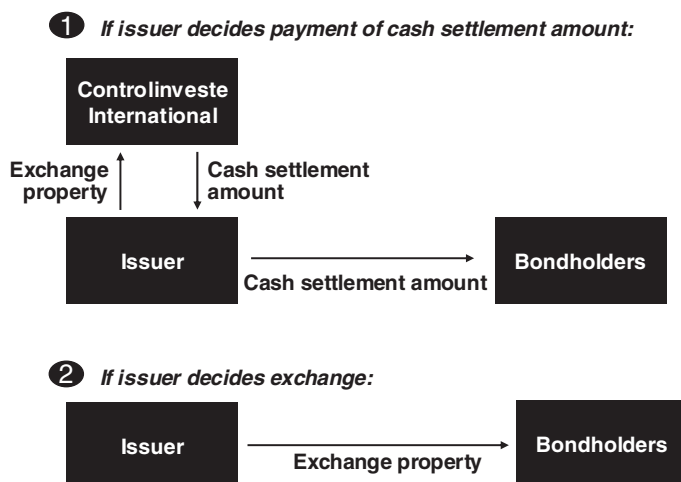 1 If issuer decides payment of cash settlement amount:
Controlinveste
International
Exchange
property
Cash settlement
amount
Issuer
Cash settlement amount
Bondholders
2 If issuer decides exchange:
Issuer
Exchange property
Bondholders